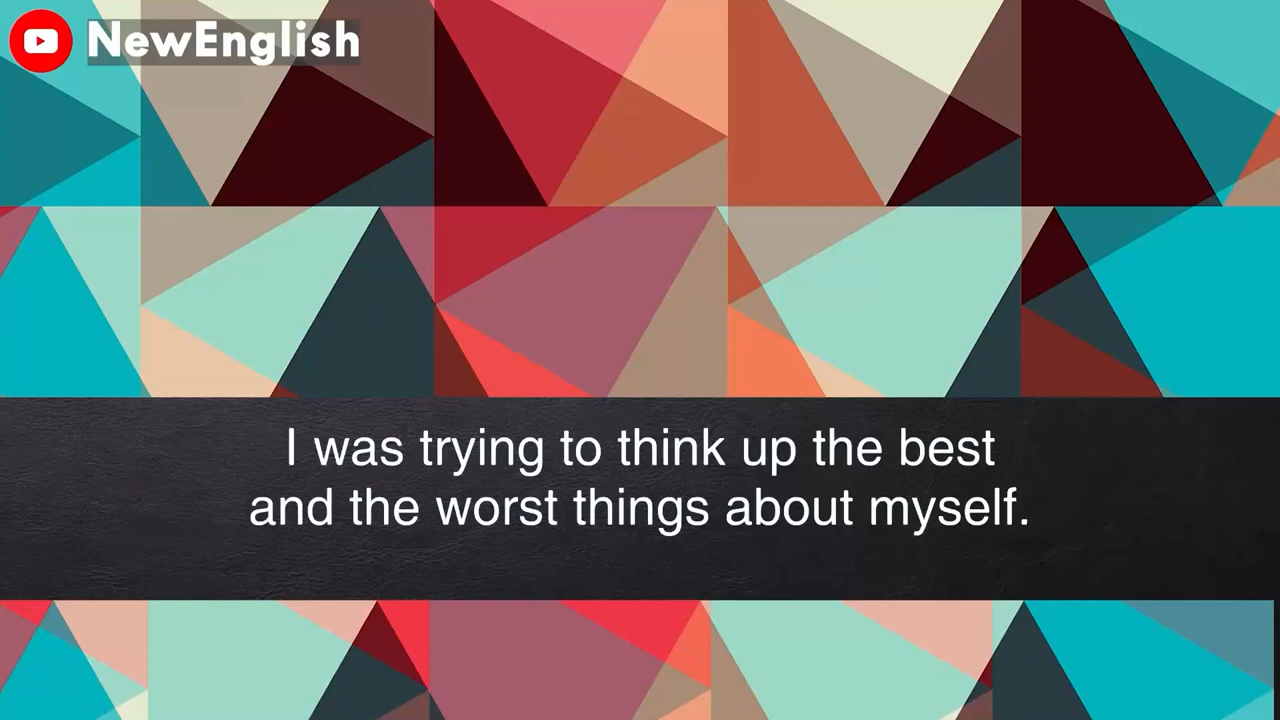 NewEnglish
I was trying to think up the best
and the worst things about myself.